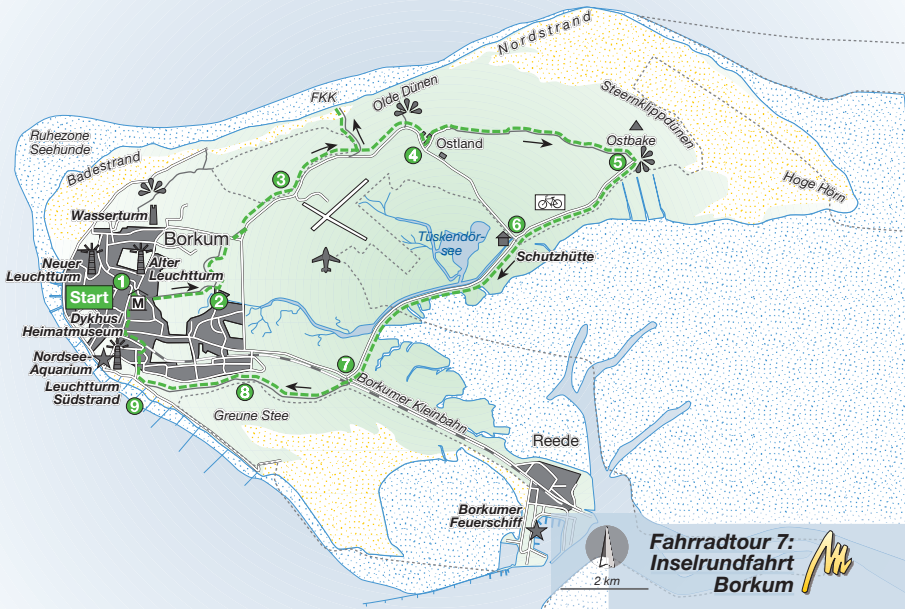 Nordstrand
FKK
Olde Dünen
Steernklippdünen
Ruhezone
Seehunde
Badestrand
4
Ostland
Ostbake
5
3
Hoge Hörn
Wasserturm
Borkum
6
Tüskendör-
see
Schutzhütte
Neuer
Leuchtturm
Alter
Leuchtturm
1
Start
M
2
Dykhus/
Heimatmuseum
Nordsee-
Aquarium
Leuchtturm
Südstrand
7
8
9
Borkumer Kleinbahn
Greune Stee
Reede
Borkumer
Feuerschiff
2 km
Fahrradtour 7:
Inselrundfahrt
Borkum